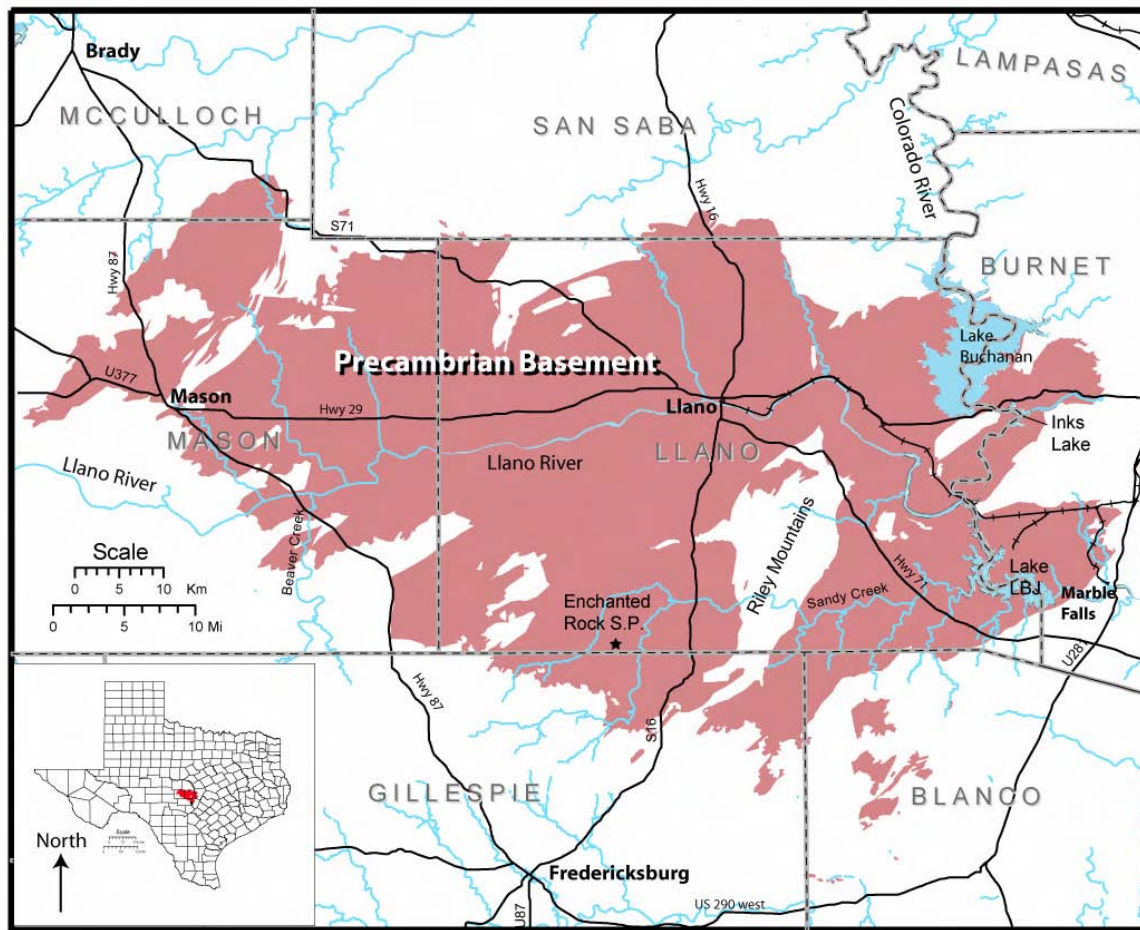 Brady
MCCULLOCH
SAN SABA
LAMPASAS
Colorado River
Hwy 16
S71
Hwy 87
BURNET
Lake
Buchanan
Precambrian Basement
U377
Mason
Hwy 29
Llano
MASON
LLANO
Inks
Lake
Llano River
Llano River
Beaver Creek
Riley Mountains
Scale
0 5 10 Km
0 5 10 Mi
Hwy 71
Lake
LBJ
Marble
Falls
Sandy Creek
Enchanted
Rock S.P.
U281
Hwy 87
S16
GILLESPIE
BLANCO
North
Scale
Fredericksburg
U87
US 290 west